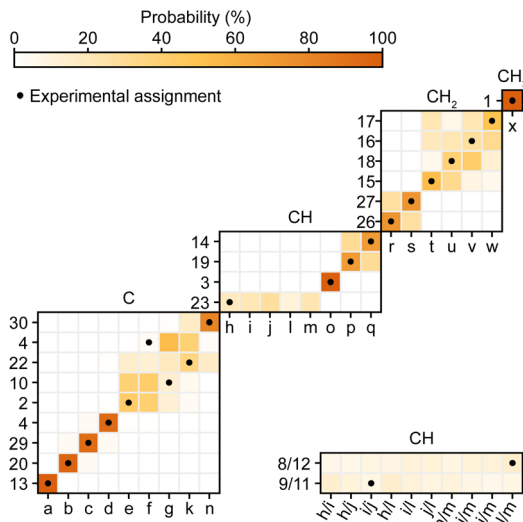 Probability (%)
0 20 40 60 80 100
• Experimental assignment
CH
1
x
CH₂
17
16
18
15
27
26
r s t u v w
CH
14
19
3
23
h i j l m o p q
C
30
4
22
10
2
4
29
20
13
a b c d e f g k n
CH
8/12
9/11
h/i h/j i/j h/l i/l j/l h/m i/m j/m l/m